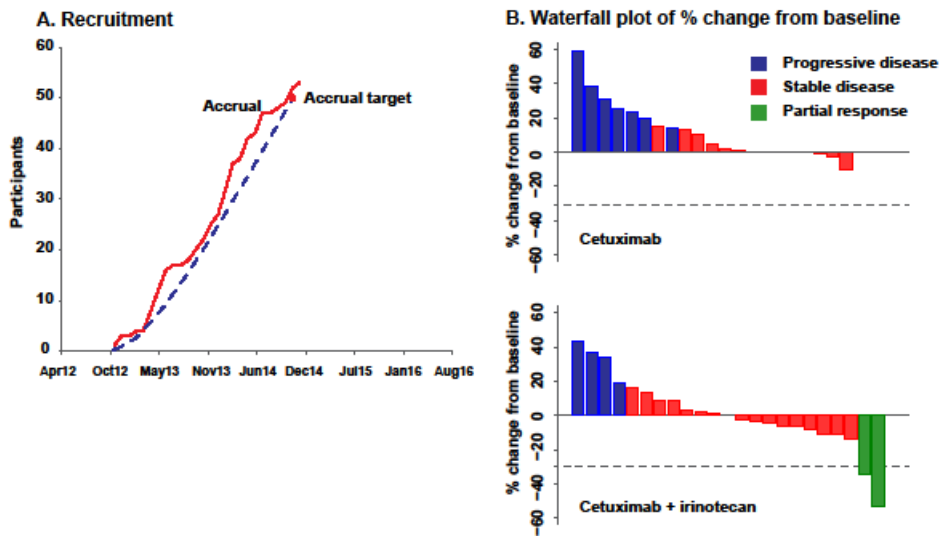 A. Recruitment
60
50
40
30
20
10
0
Participants
Accrual
Accrual target
Apr12 Oct12 May13 Nov13 Jun14 Dec14 Jul15 Jan16 Aug16
B. Waterfall plot of % change from baseline
% change from baseline
60
40
20
0
−20
−40
−60
Progressive disease
Stable disease
Partial response
Cetuximab
% change from baseline
60
40
20
0
−20
−40
−60
Cetuximab + irinotecan